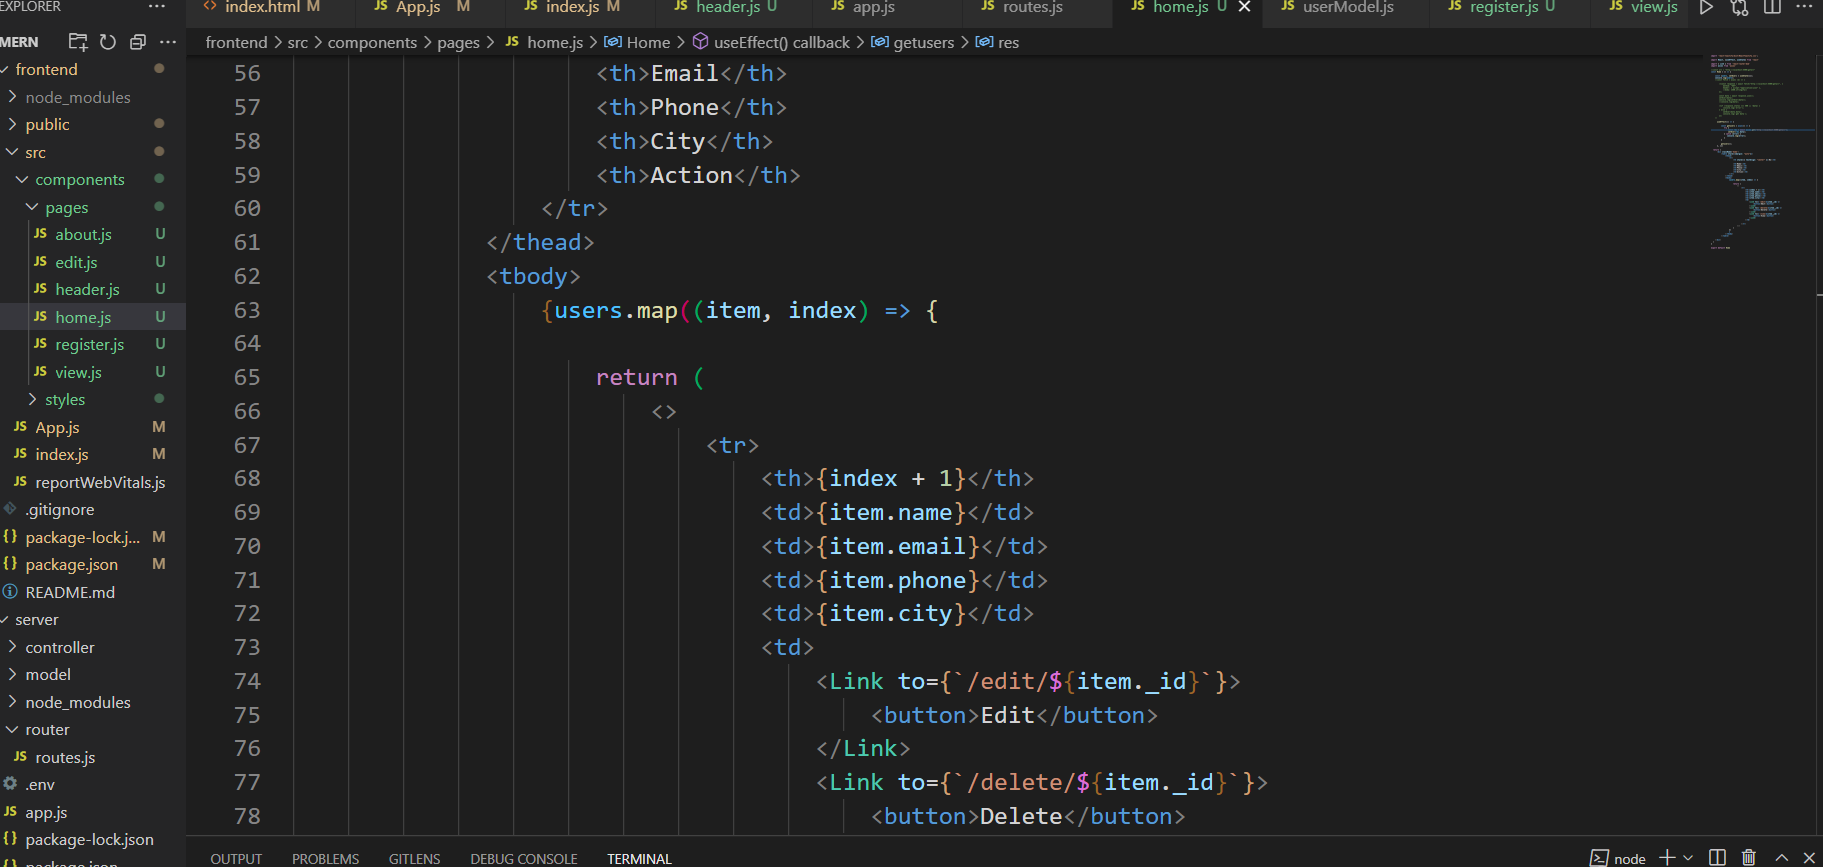 EXPLORER ···
index.html M
App.js M
index.js M
header.js U
app.js
routes.js
home.js U
userModel.js
register.js U
view.js
MERN
frontend > src > components > pages > JS home.js > Home > useEffect() callback > getusers > res
frontend
node_modules
public
src
components
pages
JS about.js U
JS edit.js U
JS header.js U
JS home.js U
JS register.js U
JS view.js U
styles
JS App.js M
JS index.js M
JS reportWebVitals.js
.gitignore
{} package-lock.j... M
{} package.json M
README.md
server
controller
model
node_modules
router
JS routes.js
.env
JS app.js
{} package-lock.json
{} package.json
56 <th>Email</th>
57 <th>Phone</th>
58 <th>City</th>
59 <th>Action</th>
60 </tr>
61 </thead>
62 <tbody>
63 {users.map((item, index) => {
64
65 return (
66 <>
67 <tr>
68 <th>{index + 1}</th>
69 <td>{item.name}</td>
70 <td>{item.email}</td>
71 <td>{item.phone}</td>
72 <td>{item.city}</td>
73 <td>
74 <Link to={`/edit/${item._id}`}>
75 <button>Edit</button>
76 </Link>
77 <Link to={`/delete/${item._id}`}>
78 <button>Delete</button>
OUTPUT PROBLEMS GITLENS DEBUG CONSOLE TERMINAL
node